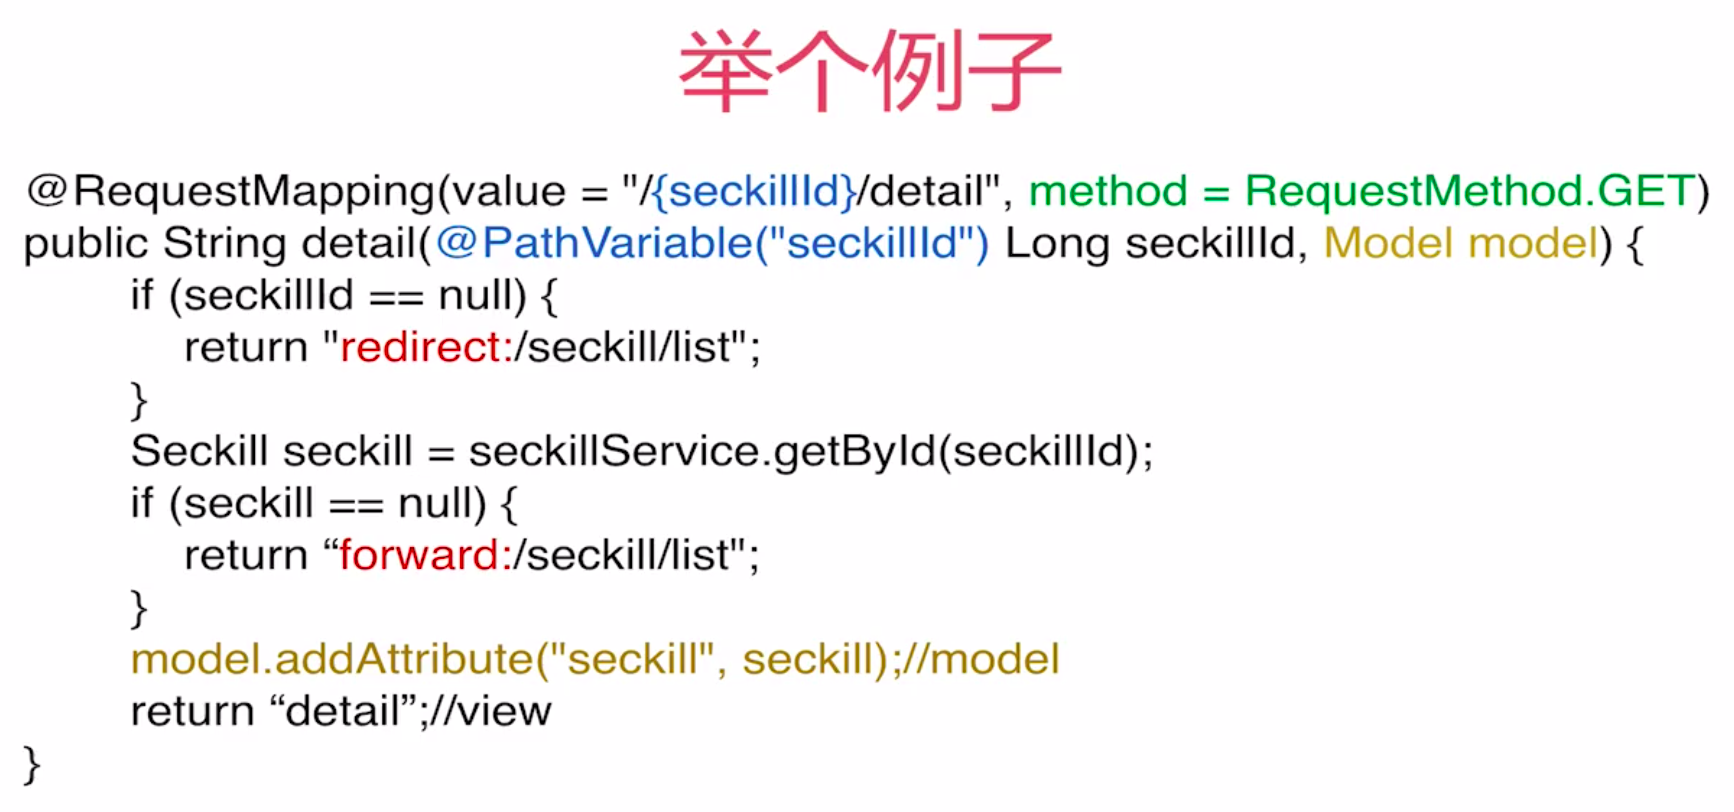 举个例子
@RequestMapping(value = "/{seckillId}/detail", method = RequestMethod.GET)
public String detail(@PathVariable("seckillId") Long seckillId, Model model) {
if (seckillId == null) {
return "redirect:/seckill/list";
}
Seckill seckill = seckillService.getById(seckillId);
if (seckill == null) {
return “forward:/seckill/list";
}
model.addAttribute("seckill", seckill);//model
return “detail”;//view
}